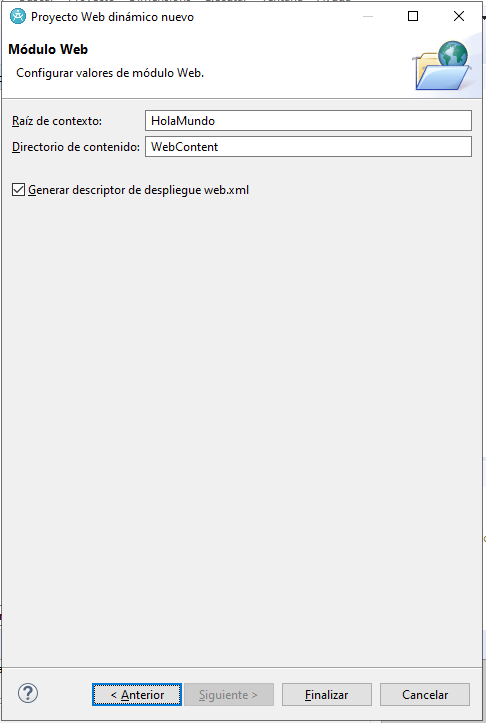 Proyecto Web dinámico nuevo
Módulo Web
Configurar valores de módulo Web.
Raíz de contexto: HolaMundo
Directorio de contenido: WebContent
Generar descriptor de despliegue web.xml
? < Anterior Siguiente > Finalizar Cancelar